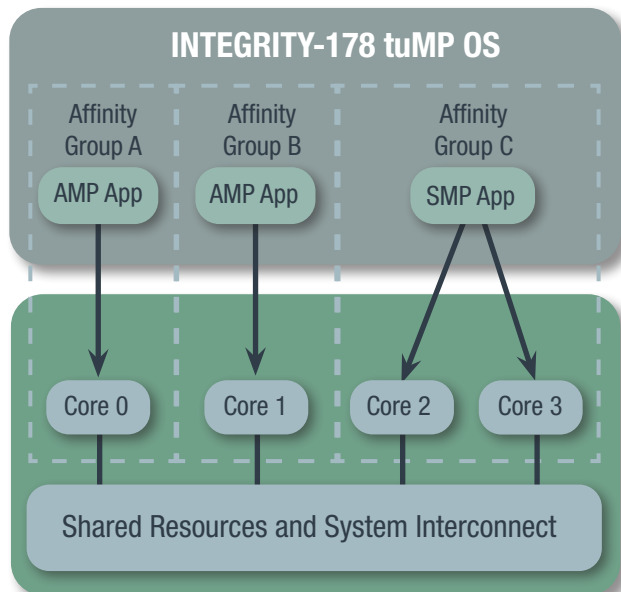 INTEGRITY-178 tuMP OS
Affinity
Group A
Affinity
Group B
Affinity
Group C
AMP App
AMP App
SMP App
Core 0
Core 1
Core 2
Core 3
Shared Resources and System Interconnect